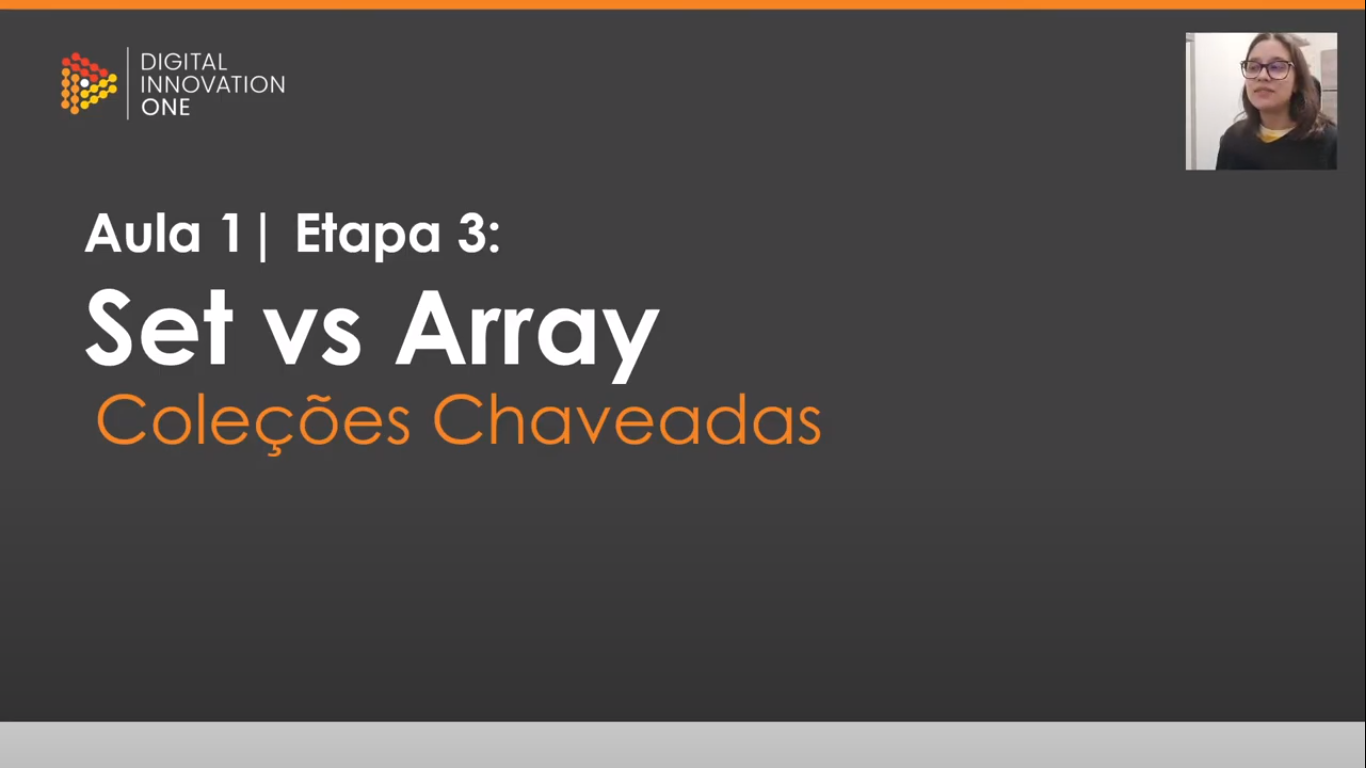 DIGITAL
INNOVATION
ONE
Aula 1| Etapa 3:
Set vs Array
Coleções Chaveadas